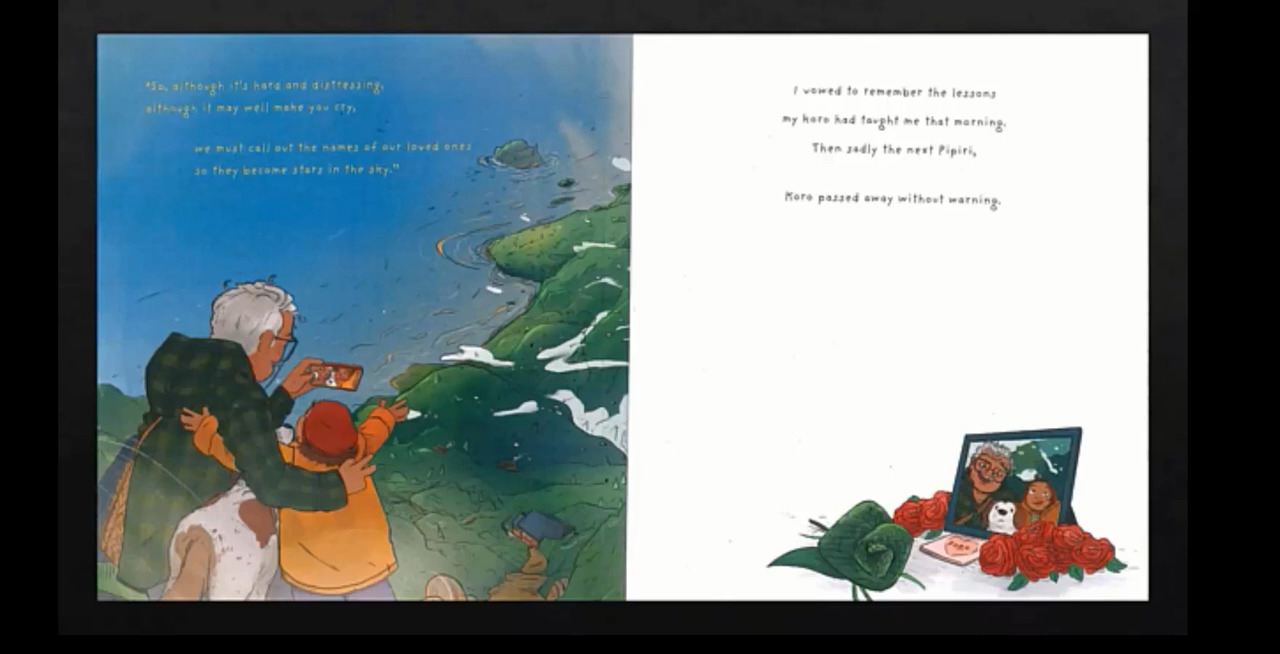 "So, although it's hard and distressing,
although it may well make you cry,
we must call out the names of our loved ones
so they become stars in the sky."
I vowed to remember the lessons
my koro had taught me that morning.
Then sadly the next Pipiri,
Koro passed away without warning.